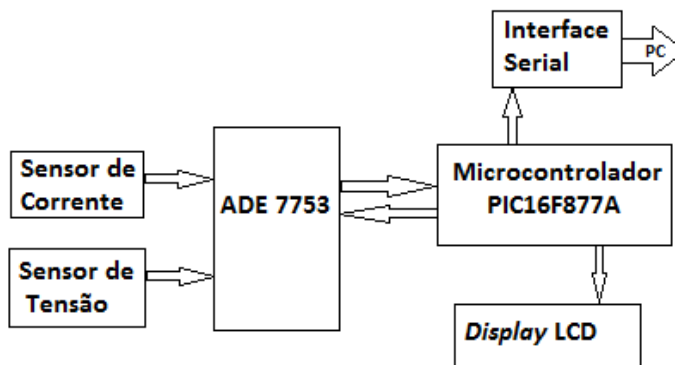 Interface
Serial
PC
Sensor de
Corrente
ADE 7753
Microcontrolador
PIC16F877A
Sensor de
Tensão
Display LCD